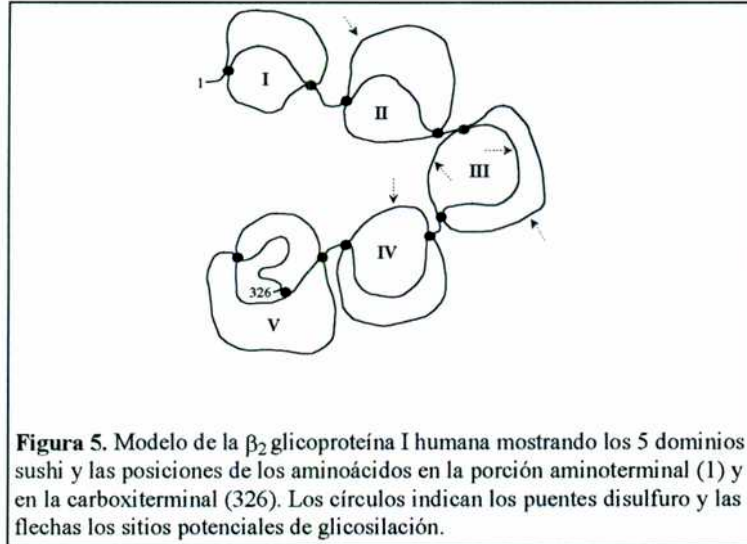 1
I
II
III
IV
326
V
Figura 5. Modelo de la β₂ glicoproteína I humana mostrando los 5 dominios
sushi y las posiciones de los aminoácidos en la porción aminoterminal (1) y
en la carboxiterminal (326). Los círculos indican los puentes disulfuro y las
flechas los sitios potenciales de glicosilación.